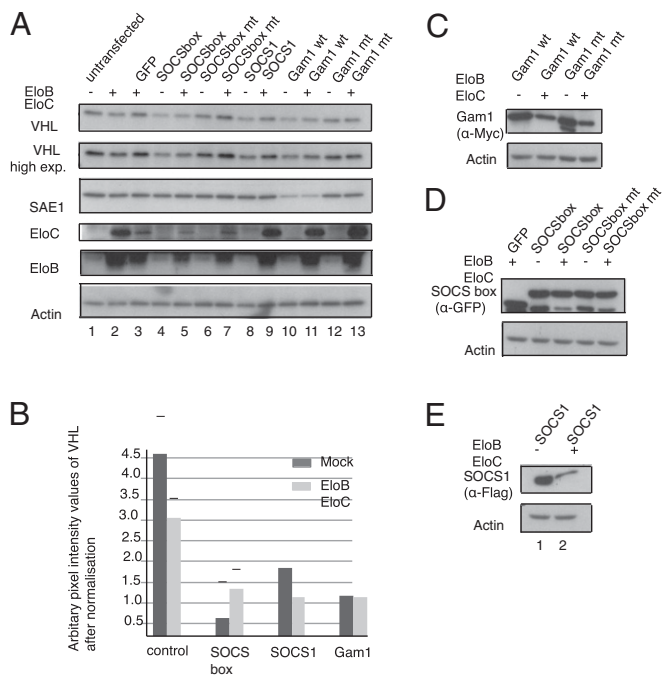 A
untransfected
GFP
SOCSbox
SOCSbox
SOCSbox mt
SOCSbox mt
SOCS1
SOCS1
Gam1 wt
Gam1 wt
Gam1 mt
Gam1 mt
EloB
EloC
- + + - + - + - + - + - +
VHL
VHL
high exp.
SAE1
EloC
EloB
Actin
1 2 3 4 5 6 7 8 9 10 11 12 13
B
Arbitary pixel intensity values of VHL
after normalisation
4.5
4.0
3.5
3.0
2.5
2.0
1.5
1.0
0.5
Mock
EloB
EloC
control
SOCS
box
SOCS1
Gam1
C
Gam1 wt
Gam1 wt
Gam1 mt
Gam1 mt
EloB
EloC
- + - +
Gam1
(α-Myc)
Actin
D
GFP
SOCSbox
SOCSbox
SOCSbox mt
SOCSbox mt
EloB
+ - + - +
EloC
SOCS box
(α-GFP)
Actin
E
SOCS1
SOCS1
EloB
- +
EloC
SOCS1
(α-Flag)
Actin
1 2